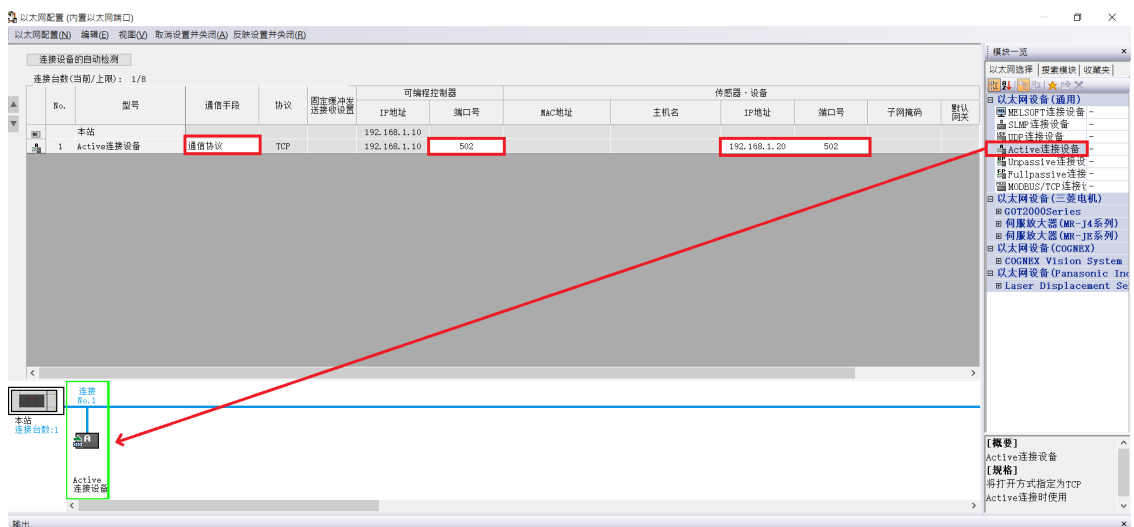 以太网配置 (内置以太网端口)
以太网配置(N) 编辑(E) 视图(V) 取消设置并关闭(A) 反映设置并关闭(R)
连接设备的自动检测
连接台数(当前/上限): 1/8
可编程控制器 传感器・设备
No. 型号 通信手段 协议 固定缓冲发送接收设置 IP地址 端口号 MAC地址 主机名 IP地址 端口号 子网掩码 默认网关
本站 192.168.1.10
1 Active连接设备 通信协议 TCP 192.168.1.10 502 192.168.1.20 502
连接
No.1
本站
连接台数:1
A
Active
连接设备
输出
模块一览
以太网选择 搜索模块 收藏夹
以太网设备(通用)
MELSOFT连接设备 -
SLMP连接设备 -
UDP连接设备 -
Active连接设备 -
Unpassive连接设 -
Fullpassive连接 -
MODBUS/TCP连接 -
以太网设备(三菱电机)
GOT2000Series
伺服放大器(MR-J4系列)
伺服放大器(MR-JE系列)
以太网设备(COGNEX)
COGNEX Vision System
以太网设备(Panasonic Ind
Laser Displacement Se
[概要]
Active连接设备
[规格]
将打开方式指定为TCP
Active连接时使用